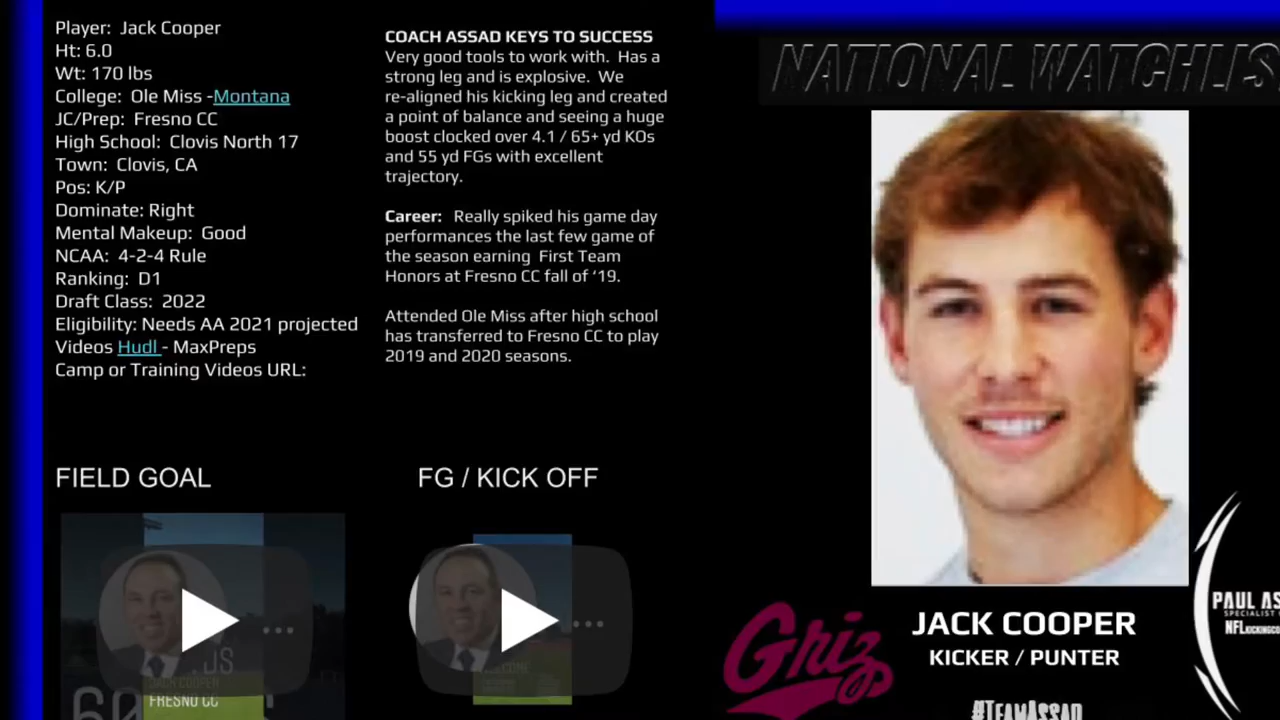 Player: Jack Cooper
Ht: 6.0
Wt: 170 lbs
College: Ole Miss -Montana
JC/Prep: Fresno CC
High School: Clovis North 17
Town: Clovis, CA
Pos: K/P
Dominate: Right
Mental Makeup: Good
NCAA: 4-2-4 Rule
Ranking: D1
Draft Class: 2022
Eligibility: Needs AA 2021 projected
Videos Hudl - MaxPreps
Camp or Training Videos URL:
COACH ASSAD KEYS TO SUCCESS
Very good tools to work with. Has a
strong leg and is explosive. We
re-aligned his kicking leg and created
a point of balance and seeing a huge
boost clocked over 4.1 / 65+ yd KOs
and 55 yd FGs with excellent
trajectory.
Career: Really spiked his game day
performances the last few game of
the season earning First Team
Honors at Fresno CC fall of ‘19.
Attended Ole Miss after high school
has transferred to Fresno CC to play
2019 and 2020 seasons.
FIELD GOAL
FG / KICK OFF
JACK COOPER
FRESNO CC
NATIONAL WATCHLIS
Griz
JACK COOPER
KICKER / PUNTER
#TEAMASSAD
PAUL AS
SPECIALIST
NFLKICKINGCO